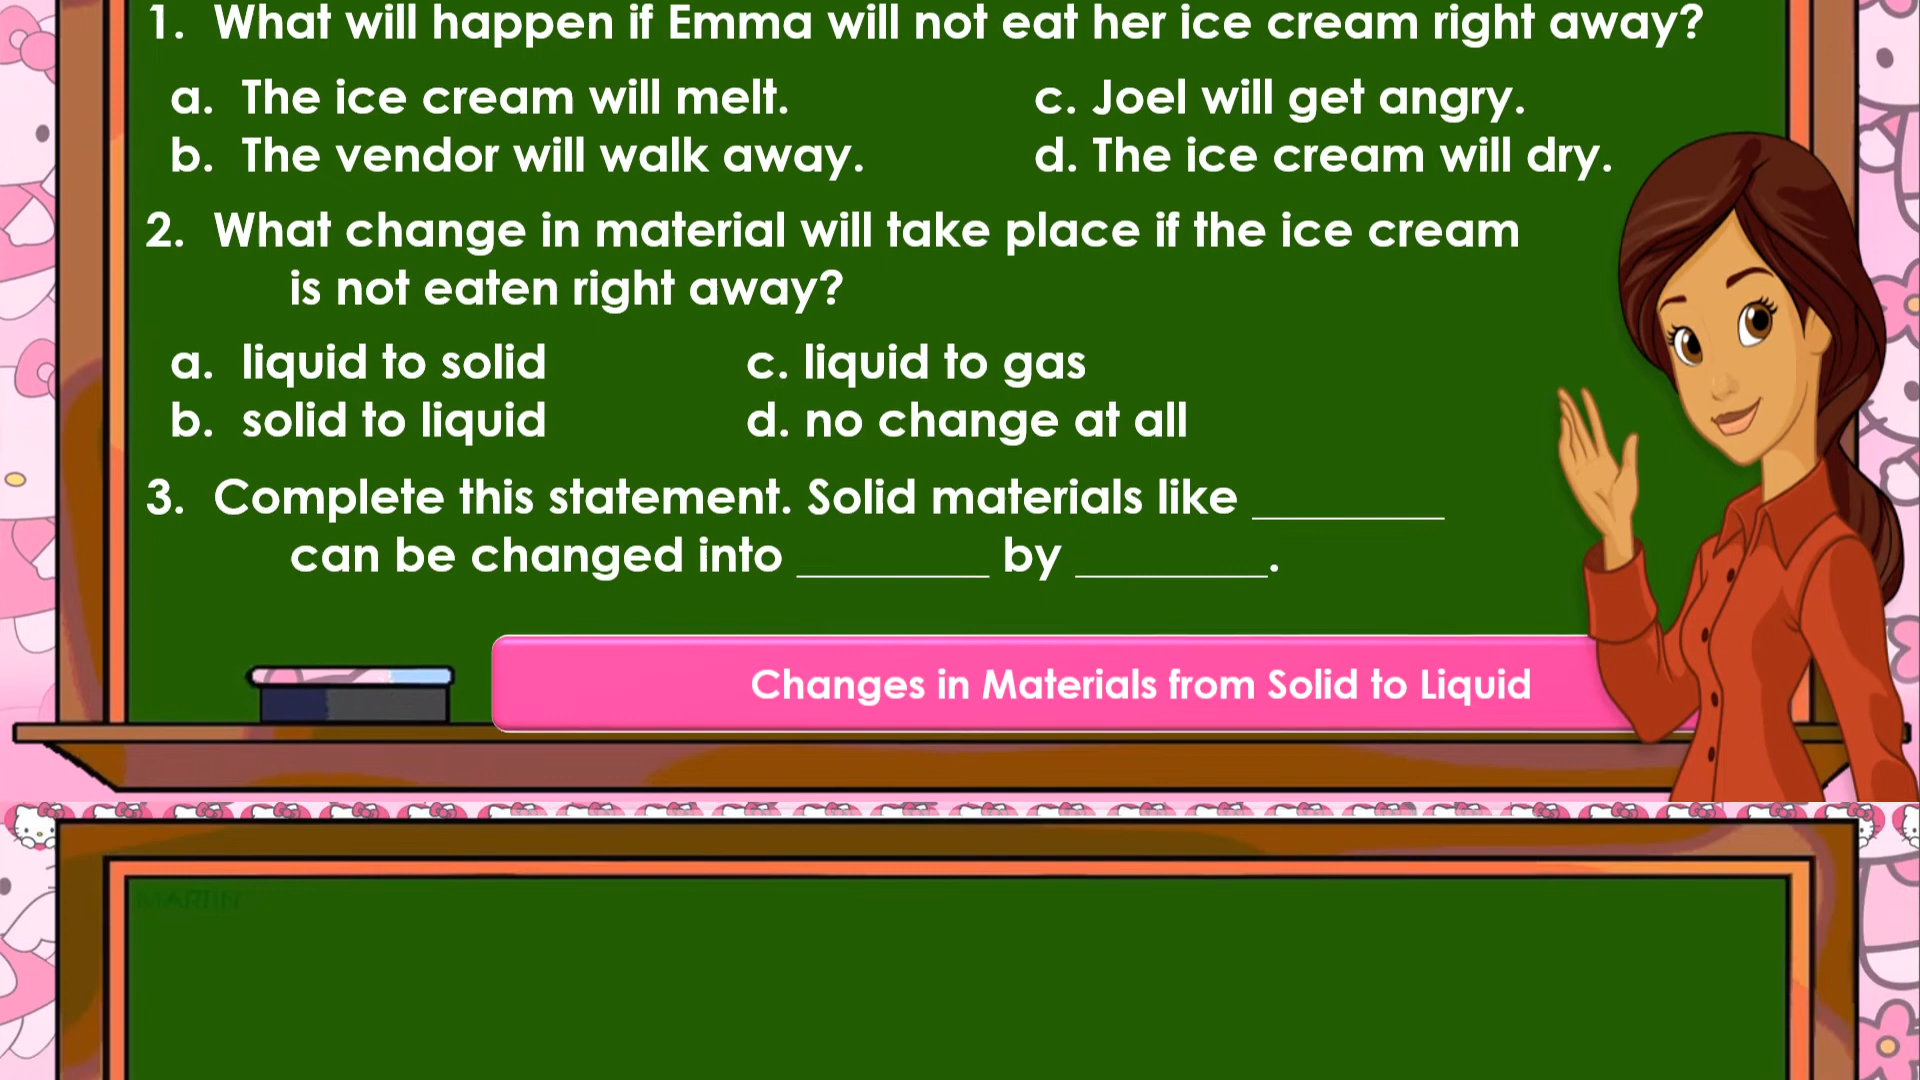 1. What will happen if Emma will not eat her ice cream right away?
a. The ice cream will melt. c. Joel will get angry.
b. The vendor will walk away. d. The ice cream will dry.
2. What change in material will take place if the ice cream
is not eaten right away?
a. liquid to solid c. liquid to gas
b. solid to liquid d. no change at all
3. Complete this statement. Solid materials like ________
can be changed into ________ by ________.
Changes in Materials from Solid to Liquid
MARTIN